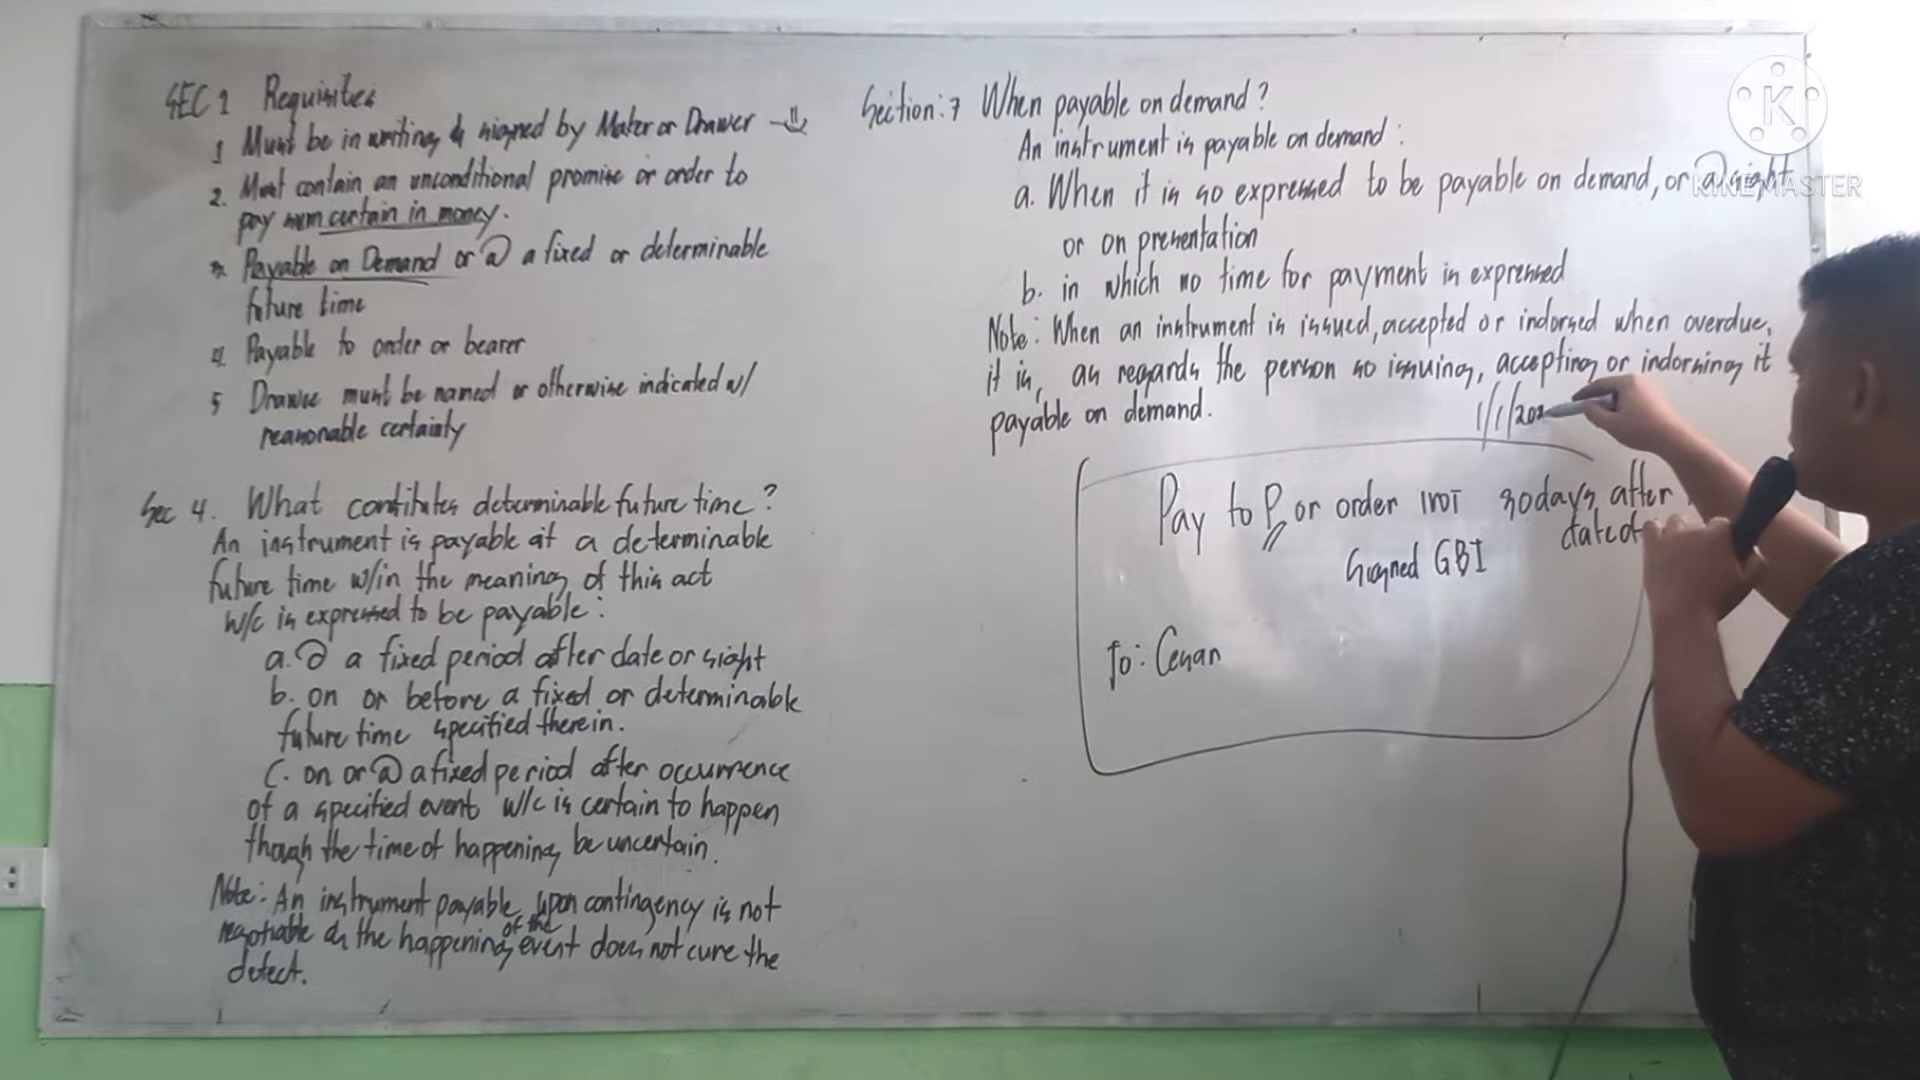 SEC 1 Requisites
1 Must be in writing & signed by Maker or Drawer
2. Must contain an unconditional promise or order to
pay sum certain in money.
3. Payable on Demand or @ a fixed or determinable
future time
4. Payable to order or bearer
5 Drawee must be named or otherwise indicated w/
reasonable certainty
Sec 4. What contitutes determinable future time?
An instrument is payable at a determinable
future time w/in the meaning of this act
w/c is expressed to be payable:
a. @ a fixed period after date or sight
b. on or before a fixed or determinable
future time specified therein.
C. on or @ a fixed period after occurrence
of a specified event w/c is certain to happen
though the time of happening be uncertain.
Note: An instrument payable upon contingency is not
negotiable & the happening of the event does not cure the
defect.
Section: 7 When payable on demand?
An instrument is payable on demand:
a. When it is so expressed to be payable on demand, or @ sight
or on presentation
b. in which no time for payment is expressed
Note: When an instrument is issued, accepted or indorsed when overdue,
it is, as regards the person so issuing, accepting or indorsing it
payable on demand.
1/1/202
Pay to P or order 30days after
date of
Signed GBI
To: Cesar
K
KINEMASTER